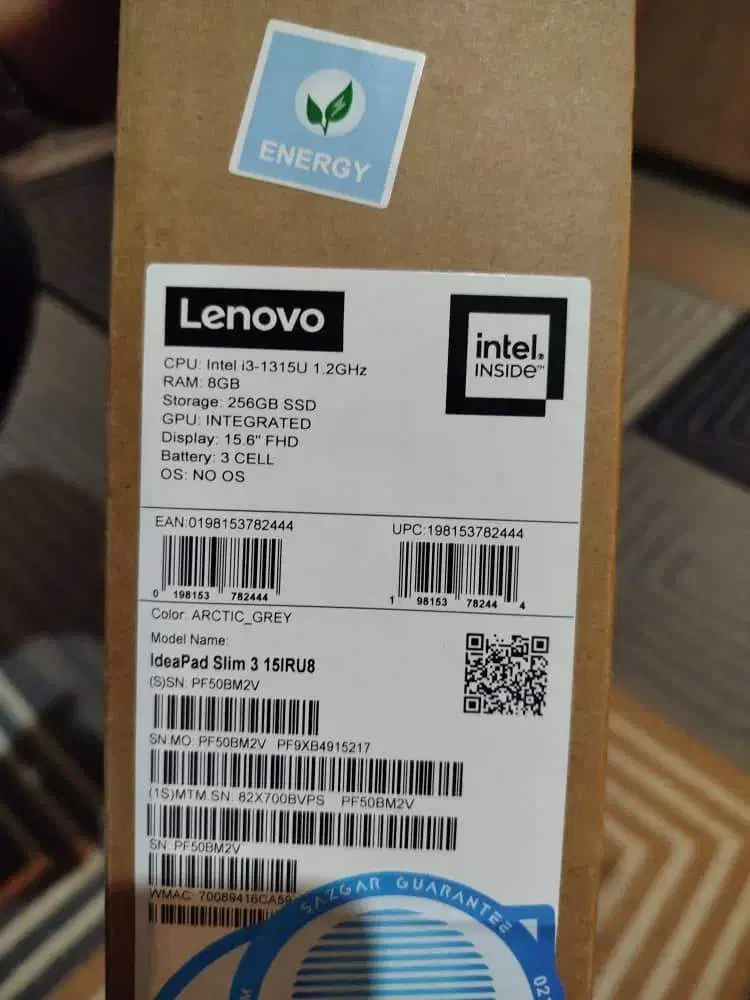 ENERGY
Lenovo
intel.
INSIDE™
CPU: Intel i3-1315U 1.2GHz
RAM: 8GB
Storage: 256GB SSD
GPU: INTEGRATED
Display: 15.6" FHD
Battery: 3 CELL
OS: NO OS
EAN:0198153782444 UPC:198153782444
0 198153 782444 1 98153 78244 4
Color: ARCTIC_GREY
Model Name:
IdeaPad Slim 3 15IRU8
(S)SN: PF50BM2V
SN.MO: PF50BM2V PF9XB4915217
(1S)MTM.SN: 82X700BVPS PF50BM2V
SN: PF50BM2V
WMAC: 70089416CA59
SAZGAR GUARANTEE